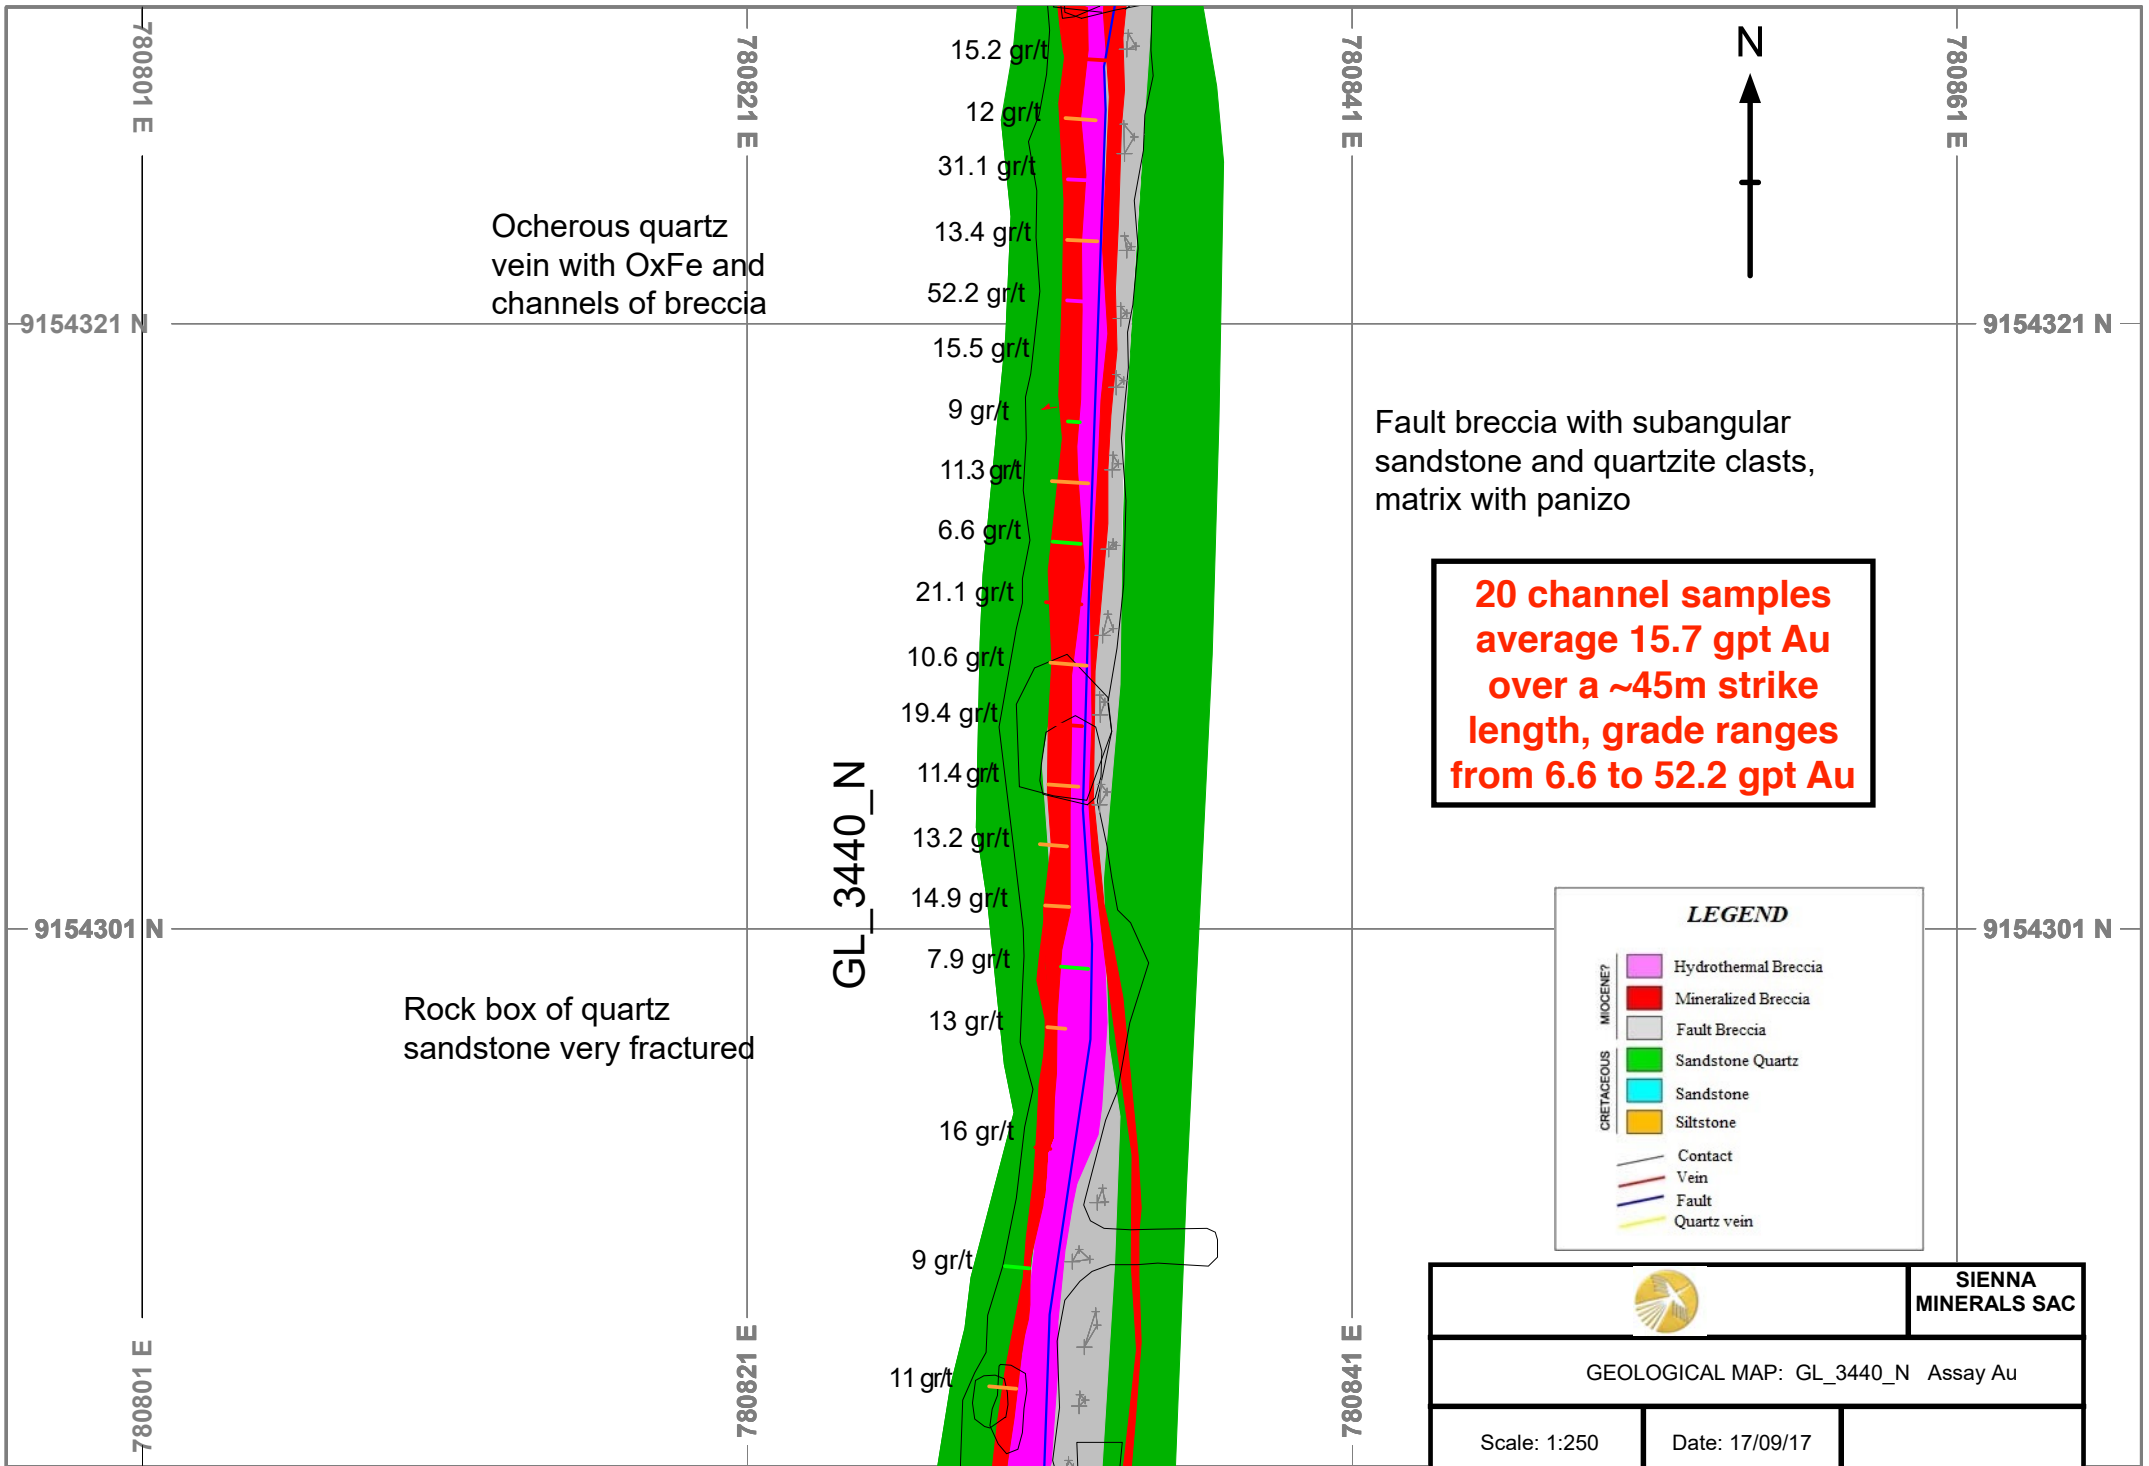 780801 E
780821 E
780841 E
780861 E
N
15.2 gr/t
12 gr/t
31.1 gr/t
13.4 gr/t
52.2 gr/t
15.5 gr/t
9 gr/t
11.3 gr/t
6.6 gr/t
21.1 gr/t
10.6 gr/t
19.4 gr/t
11.4 gr/t
13.2 gr/t
14.9 gr/t
7.9 gr/t
13 gr/t
16 gr/t
9 gr/t
11 gr/t
Ocherous quartz
vein with OxFe and
channels of breccia
9154321 N
9154321 N
Fault breccia with subangular
sandstone and quartzite clasts,
matrix with panizo
20 channel samples
average 15.7 gpt Au
over a ~45m strike
length, grade ranges
from 6.6 to 52.2 gpt Au
GL_3440_N
9154301 N
9154301 N
Rock box of quartz
sandstone very fractured
LEGEND
MIOCENE?
Hydrothermal Breccia
Mineralized Breccia
Fault Breccia
CRETACEOUS
Sandstone Quartz
Sandstone
Siltstone
Contact
Vein
Fault
Quartz vein
780801 E
780821 E
780841 E
SIENNA
MINERALS SAC
GEOLOGICAL MAP: GL_3440_N Assay Au
Scale: 1:250
Date: 17/09/17